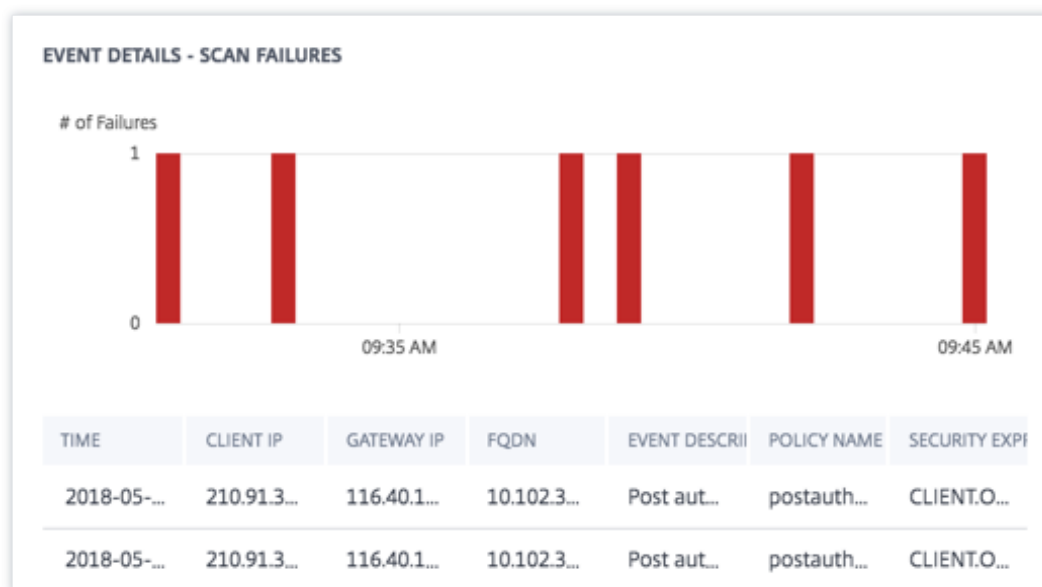 EVENT DETAILS - SCAN FAILURES
# of Failures
1
0
09:35 AM 09:45 AM
TIME CLIENT IP GATEWAY IP FQDN EVENT DESCRI POLICY NAME SECURITY EXPR
2018-05-... 210.91.3... 116.40.1... 10.102.3... Post aut... postauth... CLIENT.O...
2018-05-... 210.91.3... 116.40.1... 10.102.3... Post aut... postauth... CLIENT.O...